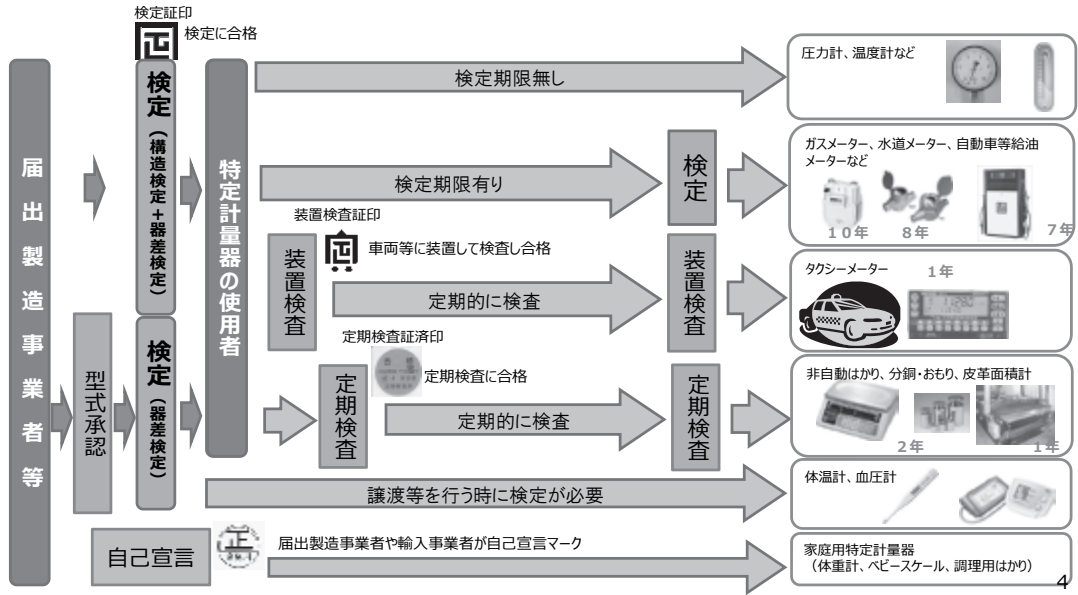 検定証印
検定に合格
届出製造事業者等
検定（構造検定+器差検定）
型式承認
検定（器差検定）
特定計量器の使用者
検定期限無し
圧力計、温度計など
検定期限有り
検定
ガスメーター、水道メーター、自動車等給油
メーターなど
10年
8年
7年
装置検査証印
車両等に装置して検査し合格
装置検査
定期的に検査
装置検査
タクシーメーター
1年
定期検査証済印
定期検査に合格
定期検査
定期的に検査
定期検査
非自動はかり、分銅・おもり、皮革面積計
2年
1年
譲渡等を行う時に検定が必要
体温計、血圧計
自己宣言
正
届出製造事業者や輸入事業者が自己宣言マーク
家庭用特定計量器
（体重計、ベビースケール、調理用はかり）
4